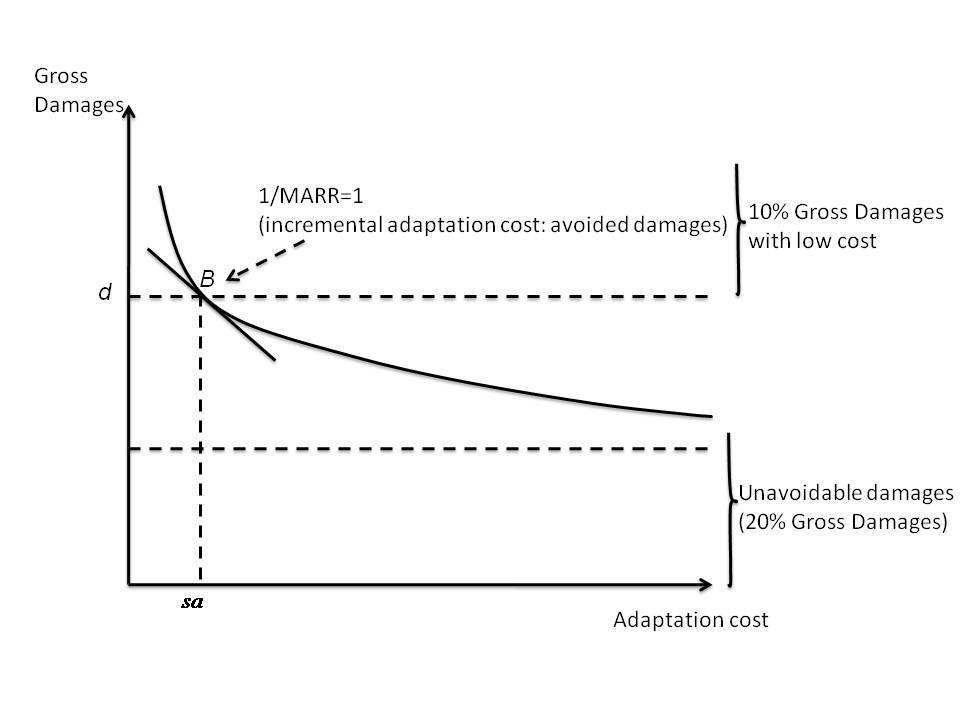 Gross
Damages
1/MARR=1
(incremental adaptation cost: avoided damages)
10% Gross Damages
with low cost
B
d
Unavoidable damages
(20% Gross Damages)
sa
Adaptation cost